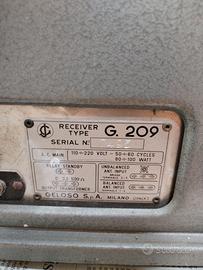 RECEIVER
TYPE G. 209
SERIAL N:
A.C. MAIN 110÷220 VOLT - 50÷60 CYCLES
80÷100 WATT
RELAY STANDBY
UNBALANCED
ANT. INPUT
BALANCED
ANT. INPUT
OUTPUT TRANSFORMER
GELOSO S.p.A. MILANO